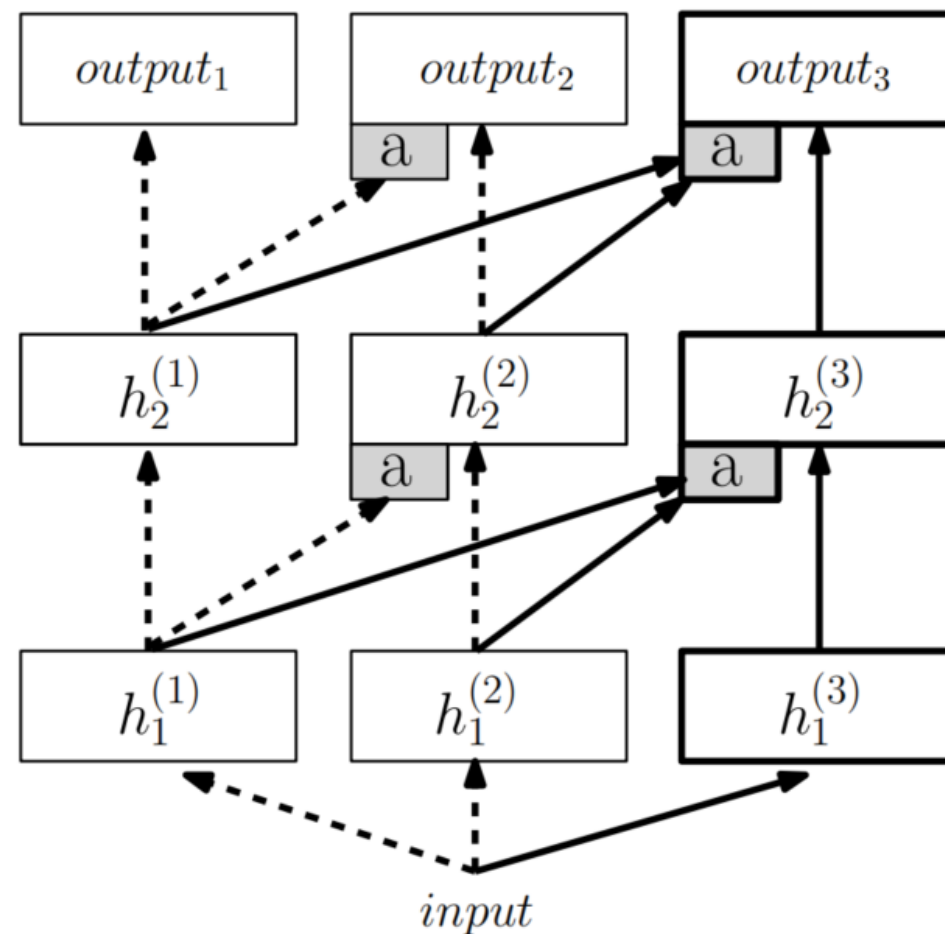 output₁ output₂ output₃
a a
h₂⁽¹⁾ h₂⁽²⁾ h₂⁽³⁾
a a
h₁⁽¹⁾ h₁⁽²⁾ h₁⁽³⁾
input